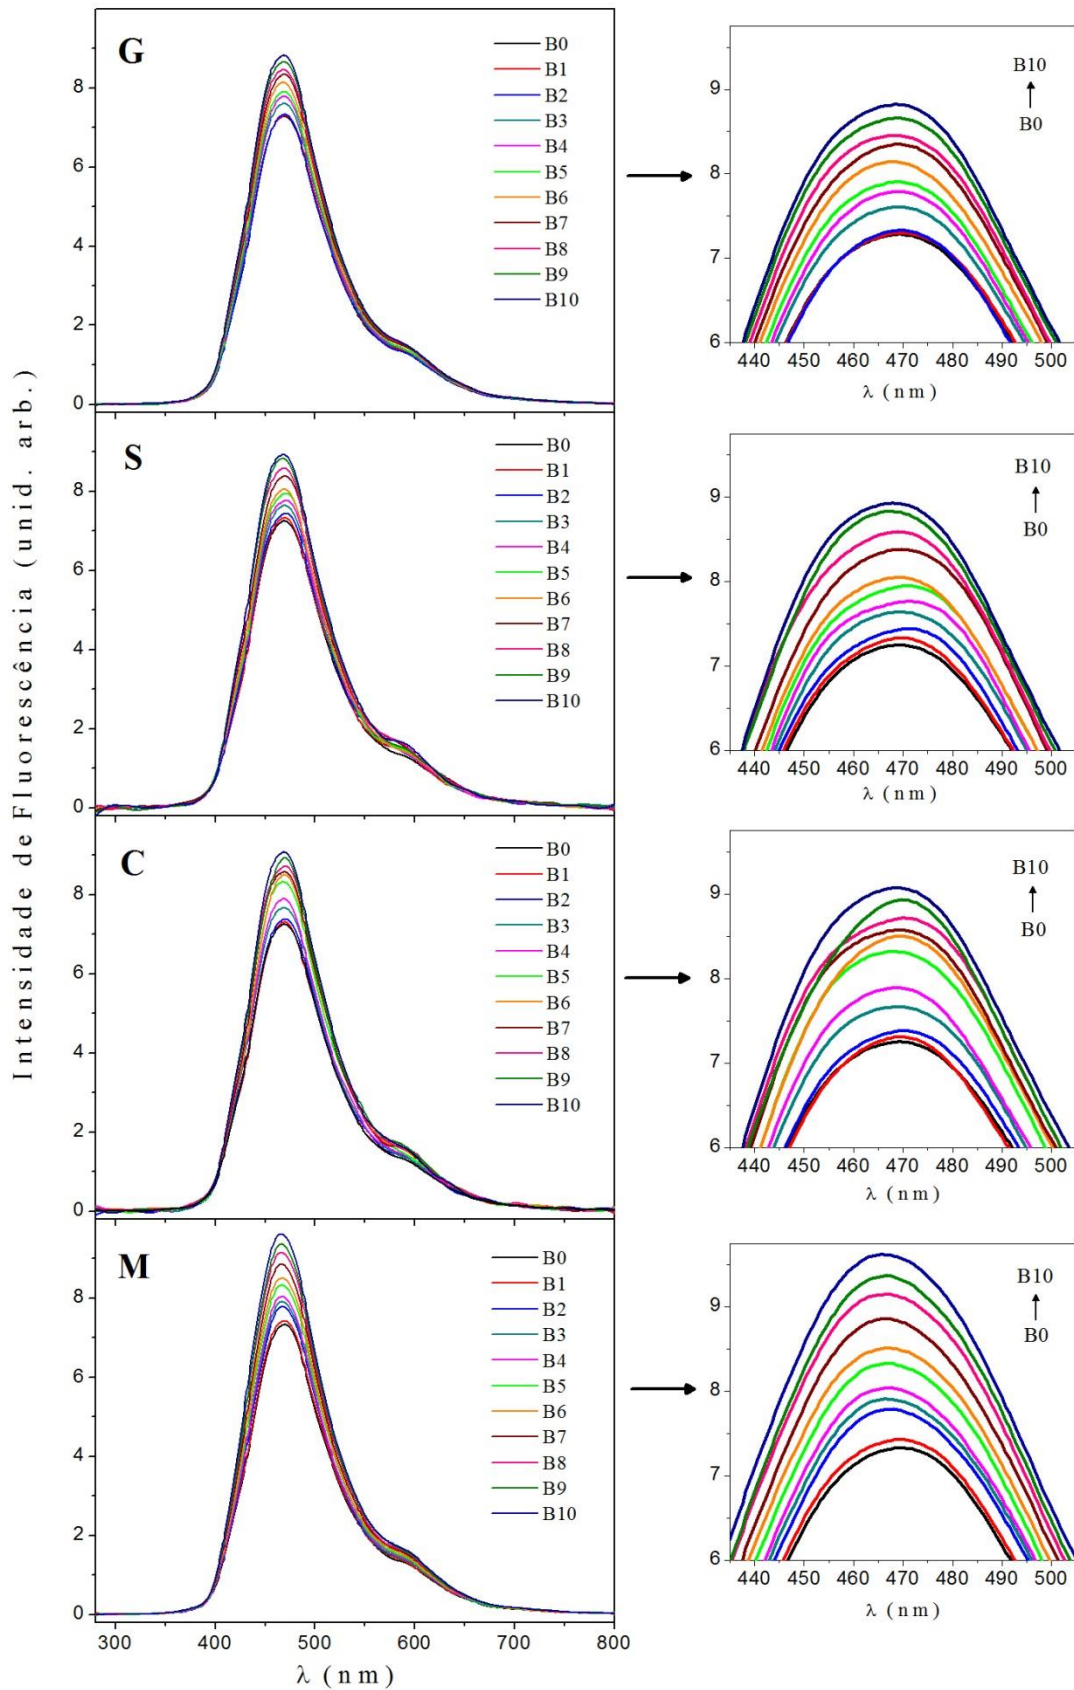 Intensidade de Fluorescência (unid. arb.)
G
B0
B1
B2
B3
B4
B5
B6
B7
B8
B9
B10
8
6
4
2
0
B10
B0
9
8
7
6
440 450 460 470 480 490 500
λ (nm)
S
B0
B1
B2
B3
B4
B5
B6
B7
B8
B9
B10
8
6
4
2
0
B10
B0
9
8
7
6
440 450 460 470 480 490 500
λ (nm)
C
B0
B1
B2
B3
B4
B5
B6
B7
B8
B9
B10
8
6
4
2
0
B10
B0
9
8
7
6
440 450 460 470 480 490 500
λ (nm)
M
B0
B1
B2
B3
B4
B5
B6
B7
B8
B9
B10
8
6
4
2
0
300 400 500 600 700 800
λ (nm)
B10
B0
9
8
7
6
440 450 460 470 480 490 500
λ (nm)